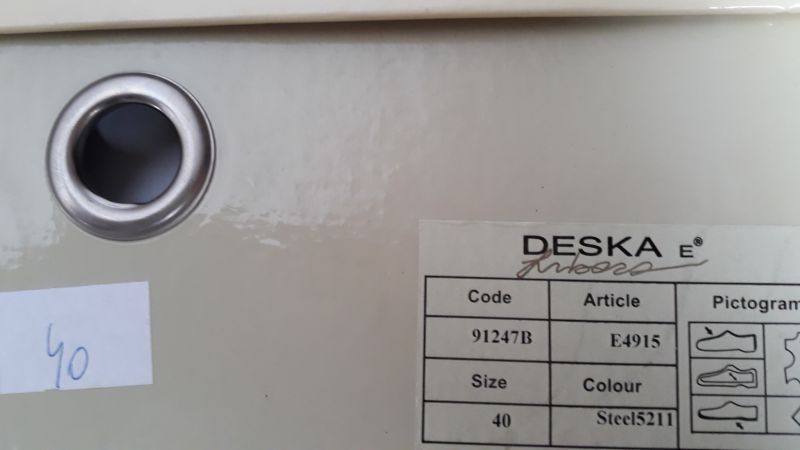 DESKA E®
Code Article Pictogram
91247B E4915
Size Colour
40 Steel5211
40